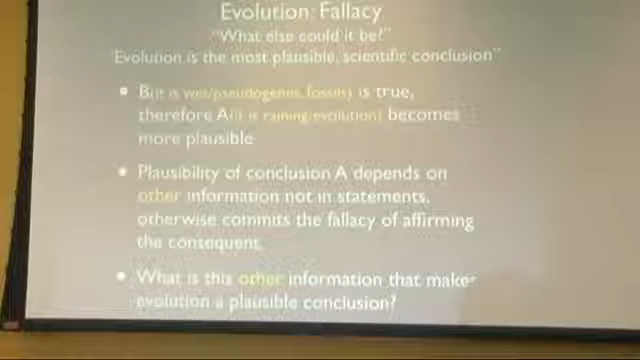 Evolution: Fallacy
"What else could it be?"
"Evolution is the most plausible, scientific conclusion"
• B(it is wet/pseudogenes, fossils) is true,
therefore A(it is raining/evolution) becomes
more plausible
• Plausibility of conclusion A depends on
other information not in statements,
otherwise commits the fallacy of affirming
the consequent.
• What is this other information that makes
evolution a plausible conclusion?